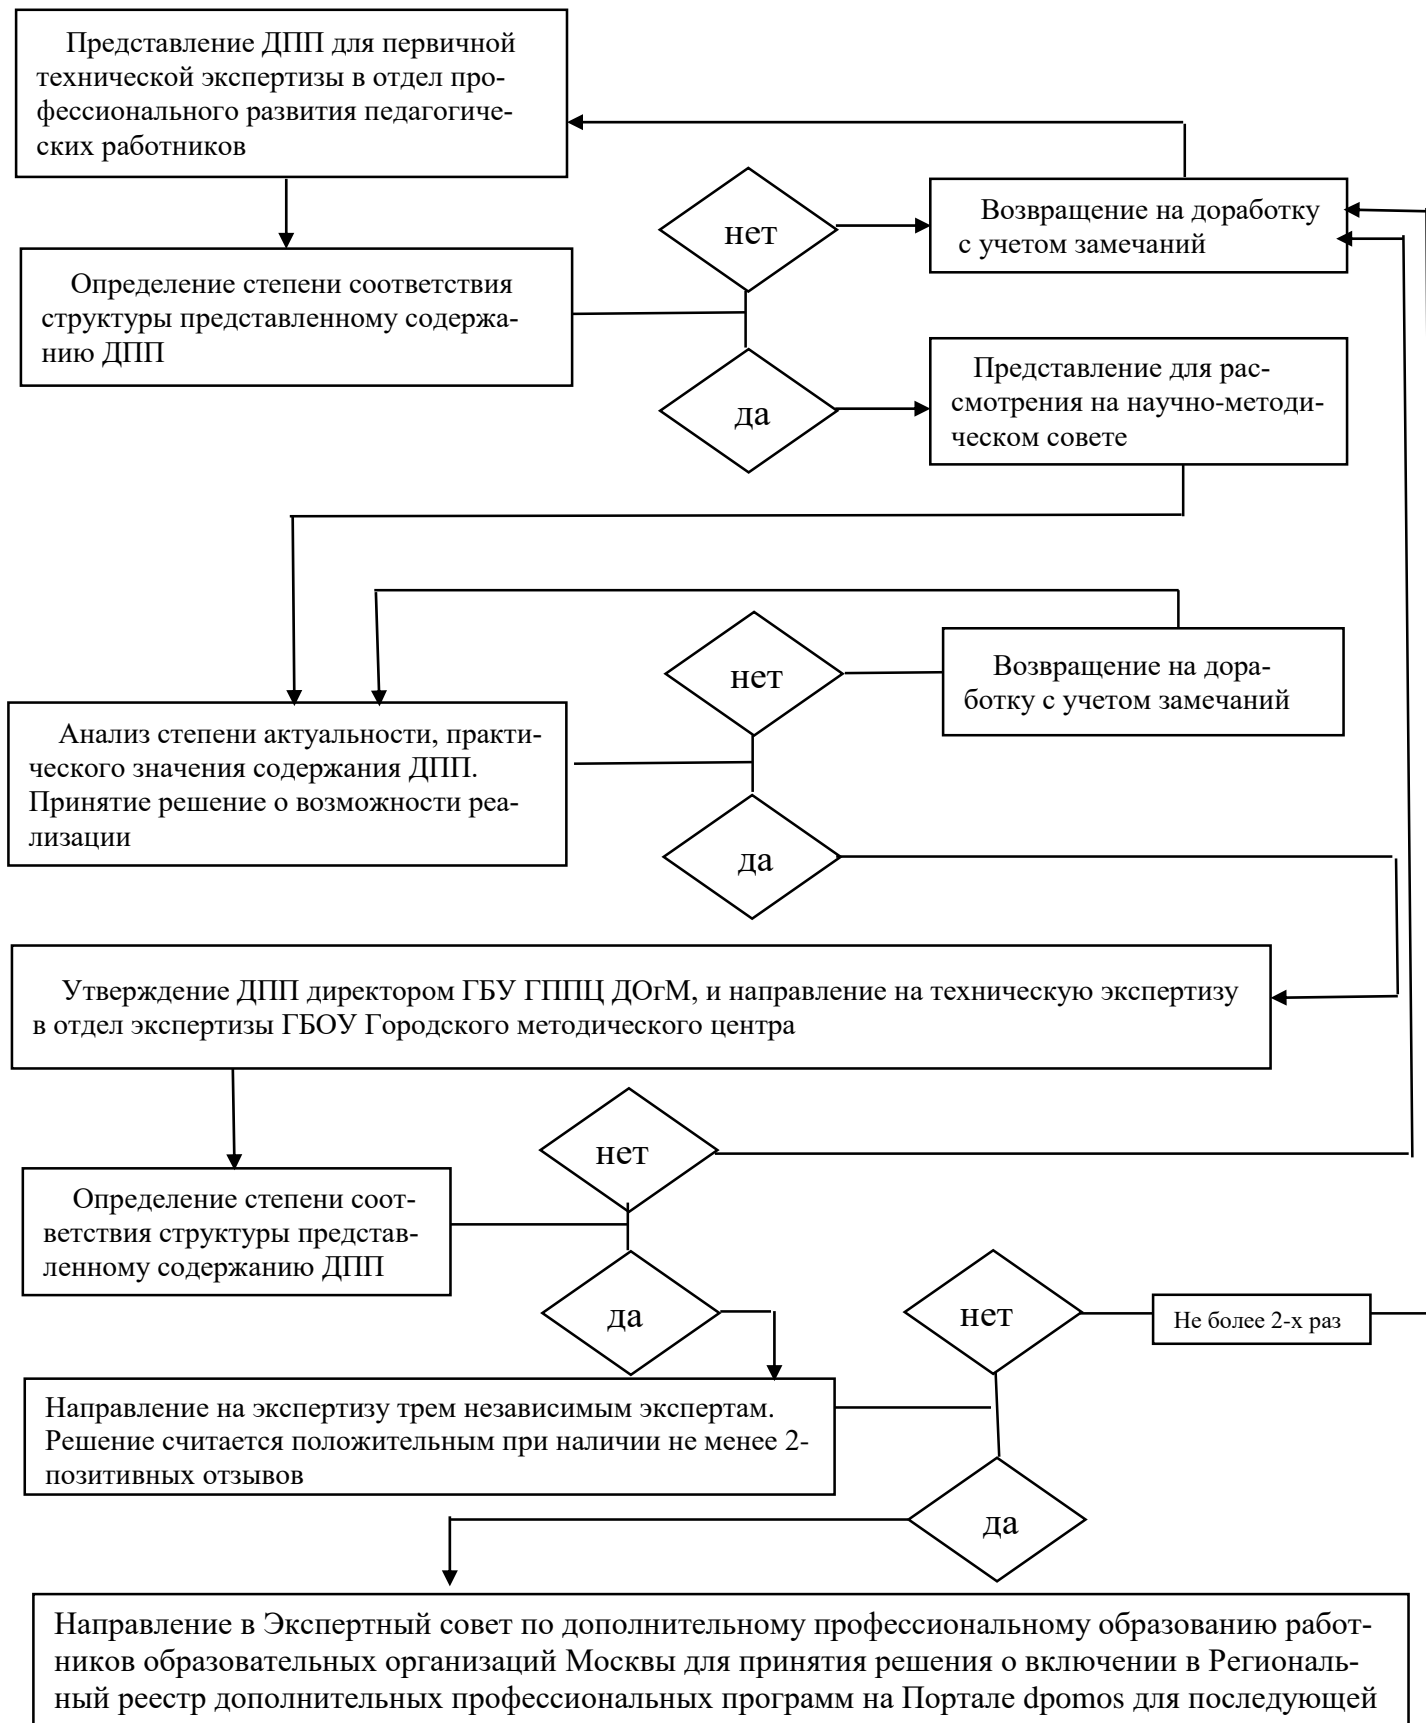 Представление ДПП для первичной
технической экспертизы в отдел про-
фессионального развития педагогиче-
ских работников
нет
Возвращение на доработку
с учетом замечаний
Определение степени соответствия
структуры представленному содержа-
нию ДПП
да
Представление для рас-
смотрения на научно-методи-
ческом совете
нет
Возвращение на дора-
ботку с учетом замечаний
Анализ степени актуальности, практи-
ческого значения содержания ДПП.
Принятие решение о возможности реа-
лизации
да
Утверждение ДПП директором ГБУ ГППЦ ДОгМ, и направление на техническую экспертизу
в отдел экспертизы ГБОУ Городского методического центра
нет
Определение степени соот-
ветствия структуры представ-
ленному содержанию ДПП
да
нет
Не более 2-х раз
Направление на экспертизу трем независимым экспертам.
Решение считается положительным при наличии не менее 2-
позитивных отзывов
да
Направление в Экспертный совет по дополнительному профессиональному образованию работ-
ников образовательных организаций Москвы для принятия решения о включении в Региональ-
ный реестр дополнительных профессиональных программ на Портале dpomos для последующей